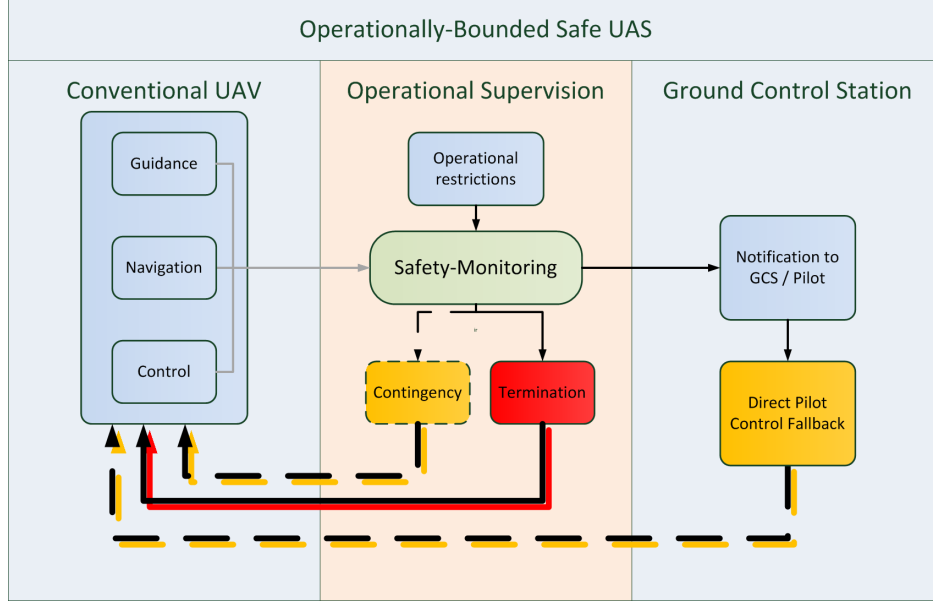 Operationally-Bounded Safe UAS
Conventional UAV
Operational Supervision
Ground Control Station
Guidance
Navigation
Control
Operational
restrictions
Safety-Monitoring
Contingency
Termination
Notification to
GCS / Pilot
Direct Pilot
Control Fallback